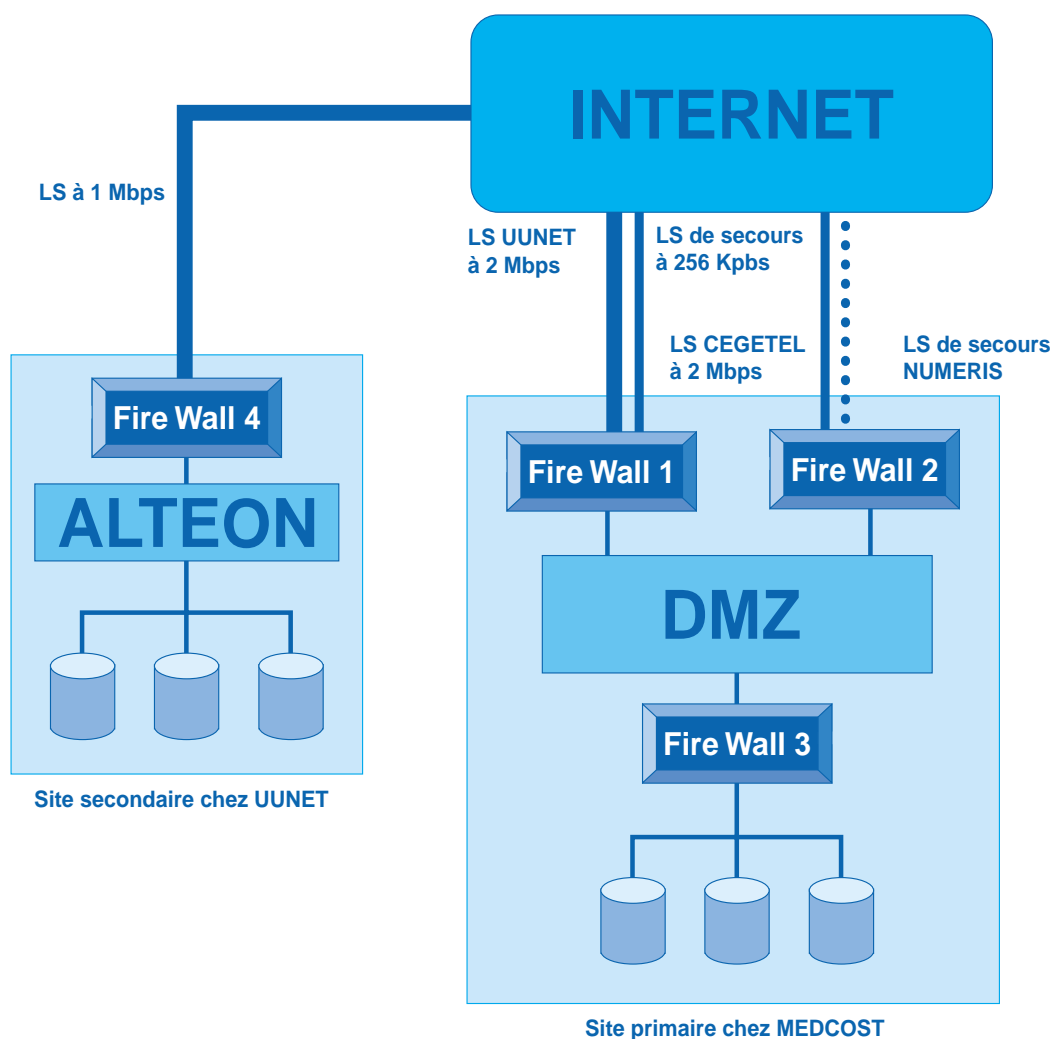 INTERNET
LS à 1 Mbps
LS UUNET
à 2 Mbps
LS de secours
à 256 Kpbs
LS CEGETEL
à 2 Mbps
LS de secours
NUMERIS
Fire Wall 4
ALTEON
Site secondaire chez UUNET
Fire Wall 1
Fire Wall 2
DMZ
Fire Wall 3
Site primaire chez MEDCOST